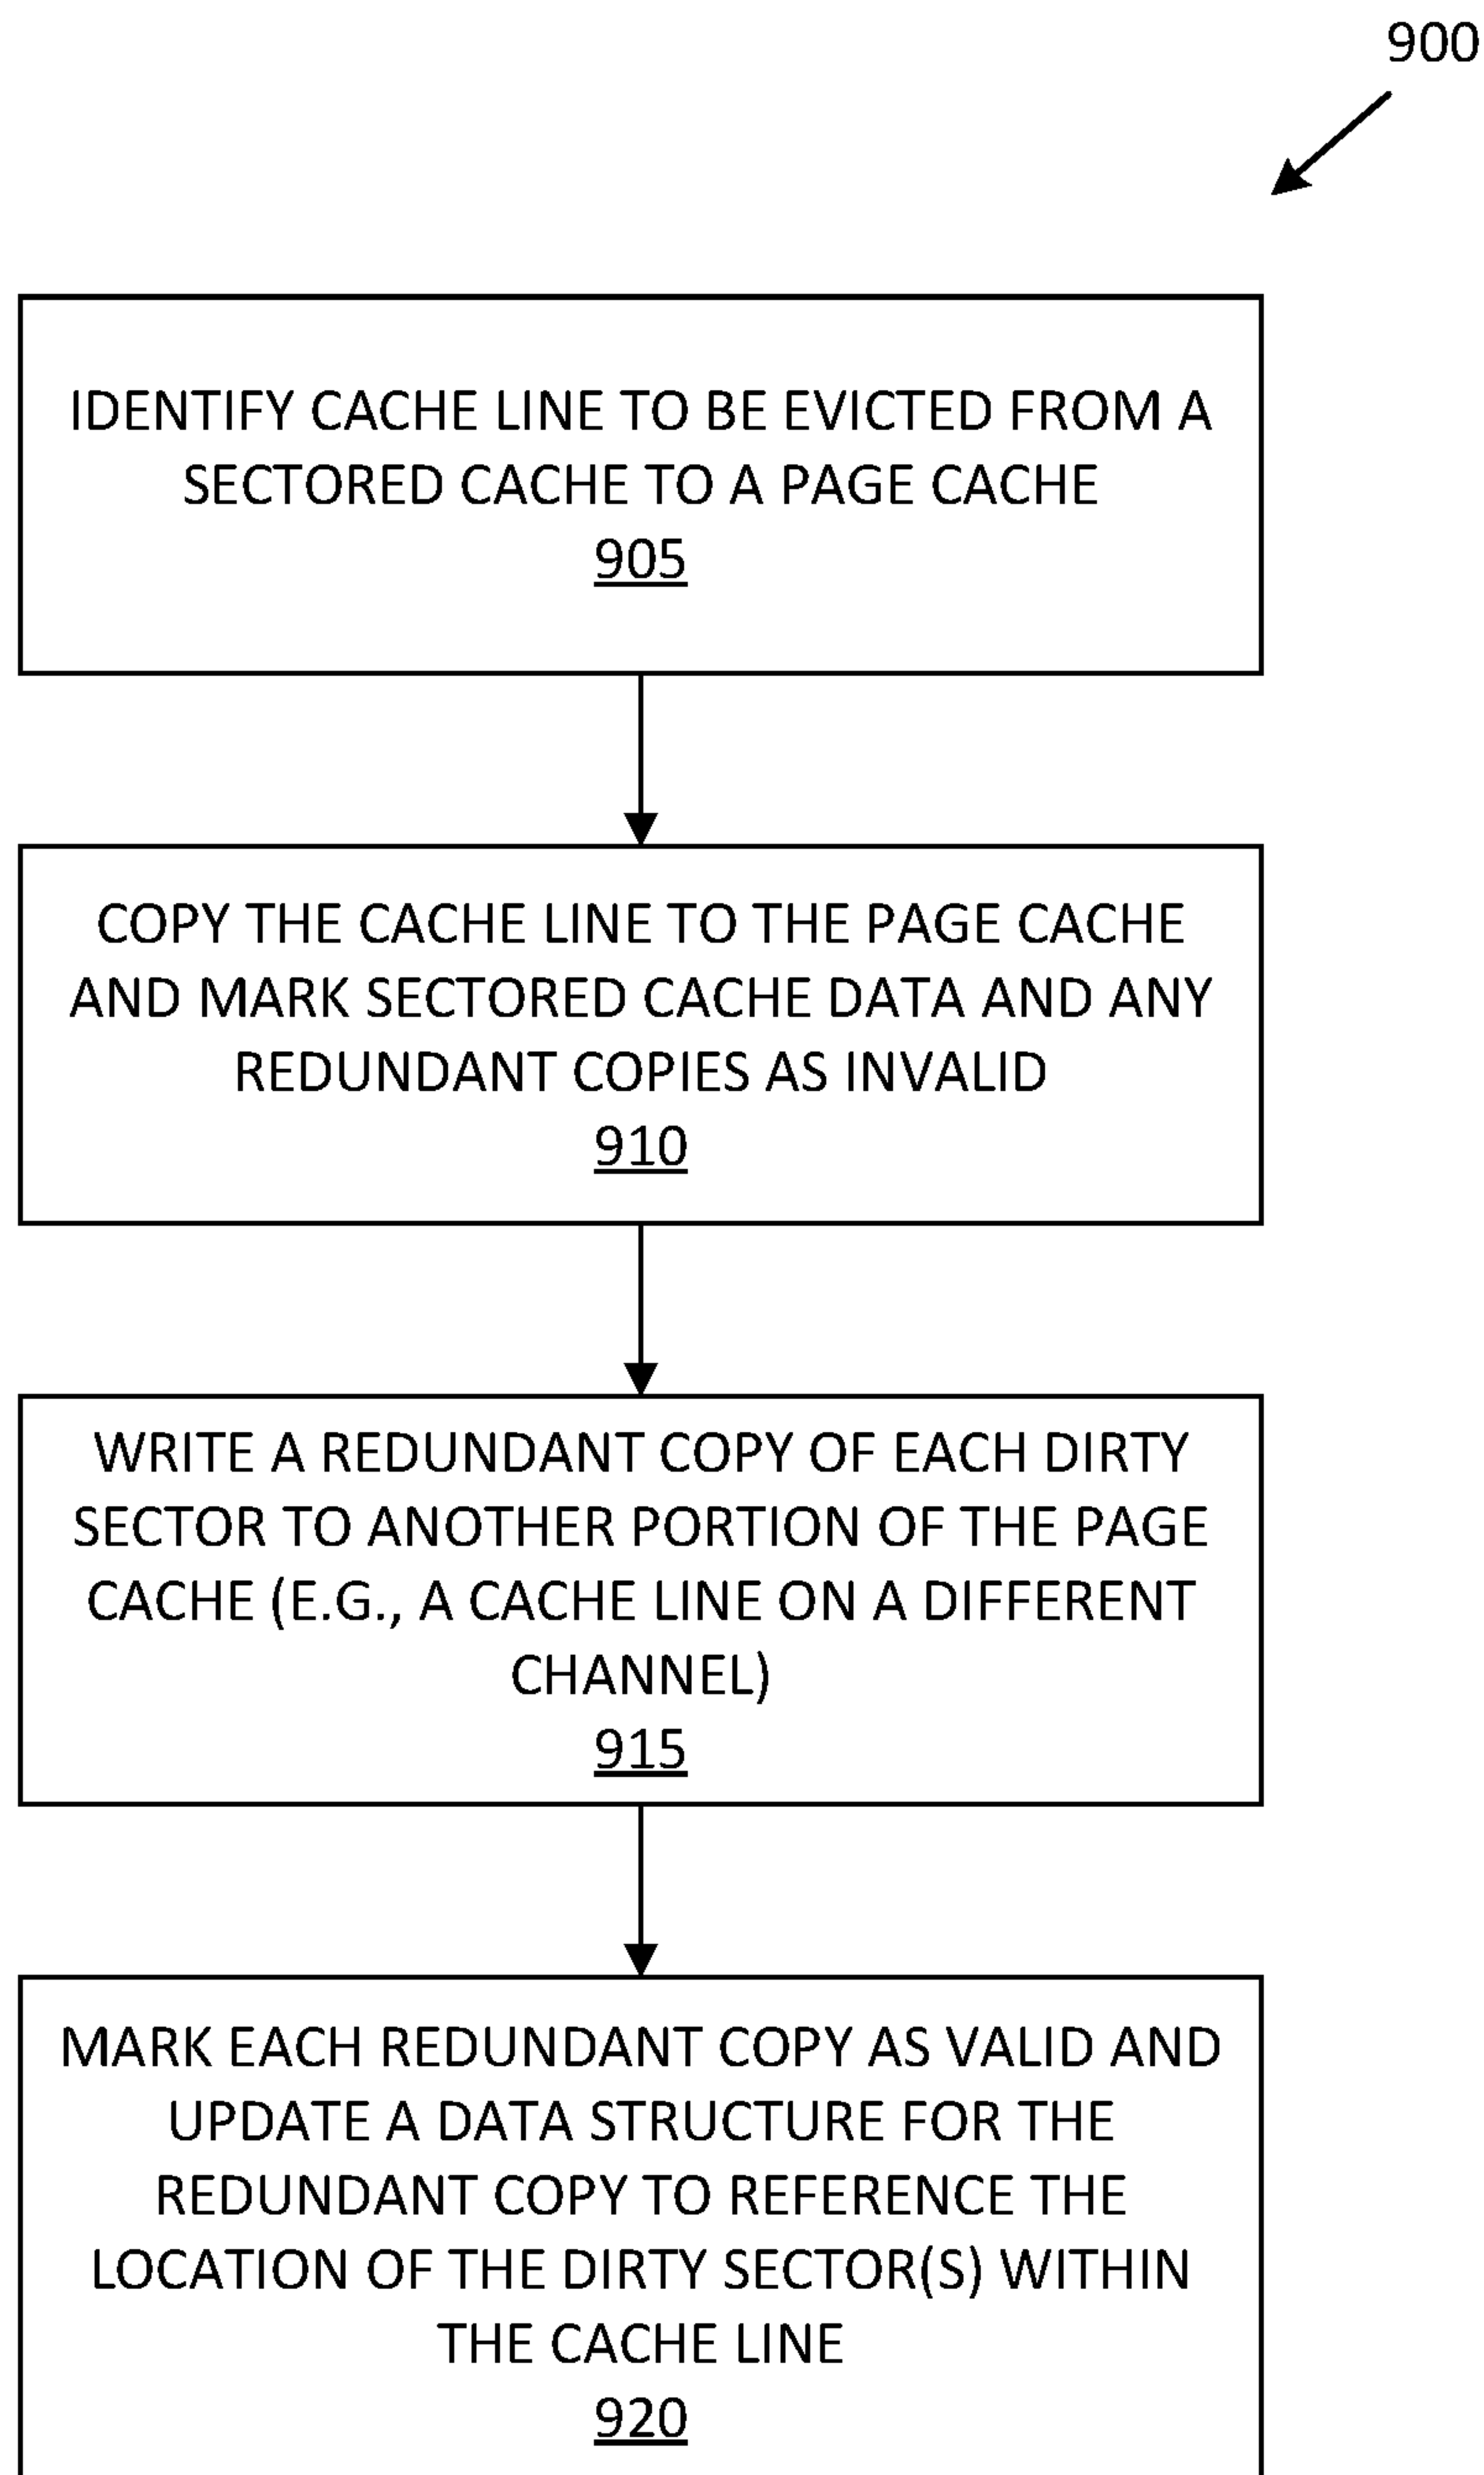 900
IDENTIFY CACHE LINE TO BE EVICTED FROM A
SECTORED CACHE TO A PAGE CACHE
905
COPY THE CACHE LINE TO THE PAGE CACHE
AND MARK SECTORED CACHE DATA AND ANY
REDUNDANT COPIES AS INVALID
910
WRITE A REDUNDANT COPY OF EACH DIRTY
SECTOR TO ANOTHER PORTION OF THE PAGE
CACHE (E.G., A CACHE LINE ON A DIFFERENT
CHANNEL)
915
MARK EACH REDUNDANT COPY AS VALID AND
UPDATE A DATA STRUCTURE FOR THE
REDUNDANT COPY TO REFERENCE THE
LOCATION OF THE DIRTY SECTOR(S) WITHIN
THE CACHE LINE
920